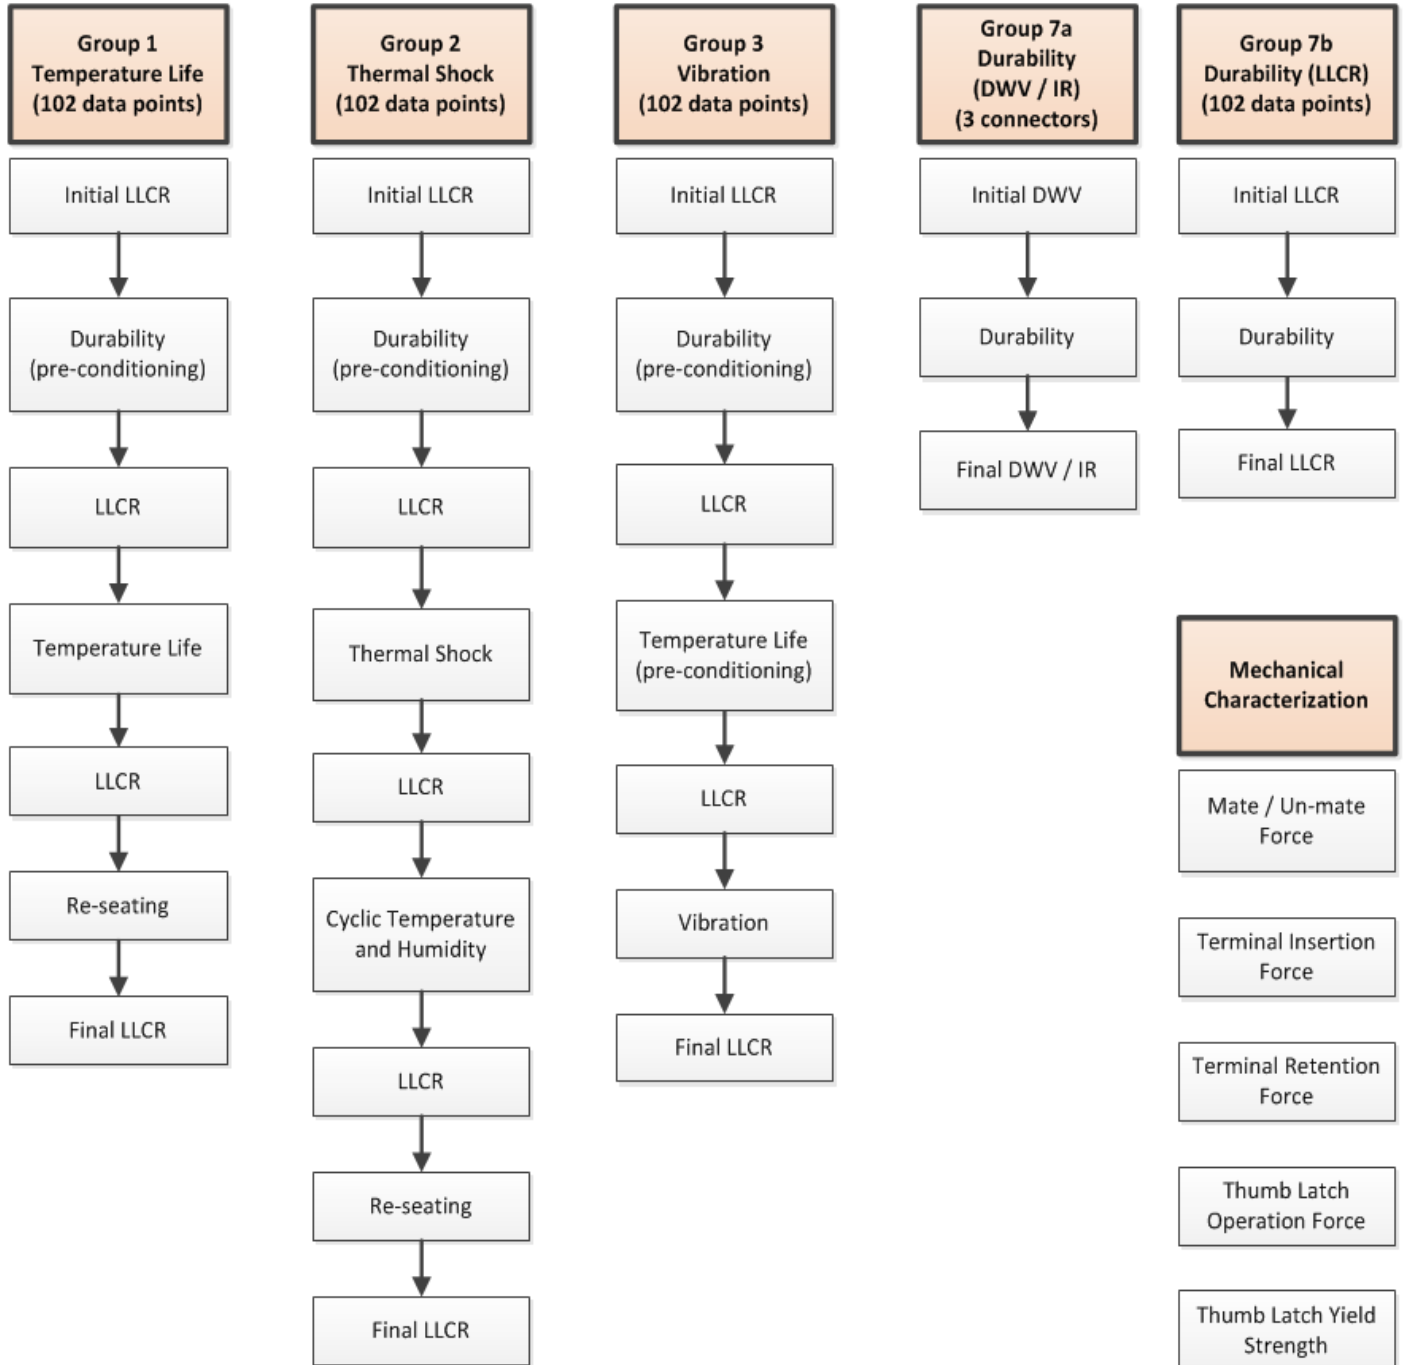 Group 1
Temperature Life
(102 data points)
Initial LLCR
Durability
(pre-conditioning)
LLCR
Temperature Life
LLCR
Re-seating
Final LLCR
Group 2
Thermal Shock
(102 data points)
Initial LLCR
Durability
(pre-conditioning)
LLCR
Thermal Shock
LLCR
Cyclic Temperature
and Humidity
LLCR
Re-seating
Final LLCR
Group 3
Vibration
(102 data points)
Initial LLCR
Durability
(pre-conditioning)
LLCR
Temperature Life
(pre-conditioning)
LLCR
Vibration
Final LLCR
Group 7a
Durability
(DWV / IR)
(3 connectors)
Initial DWV
Durability
Final DWV / IR
Group 7b
Durability (LLCR)
(102 data points)
Initial LLCR
Durability
Final LLCR
Mechanical
Characterization
Mate / Un-mate
Force
Terminal Insertion
Force
Terminal Retention
Force
Thumb Latch
Operation Force
Thumb Latch Yield
Strength